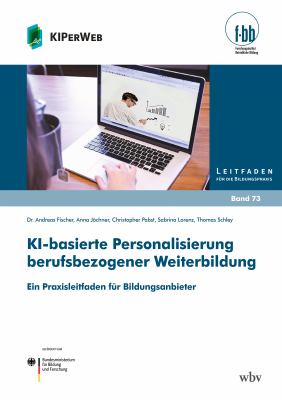 KIPerWeb
f-bb
Forschungsinstitut
Betriebliche Bildung
LEITFADEN
FÜR DIE BILDUNGSPRAXIS
Band 73
Dr. Andreas Fischer, Anna Jöchner, Christopher Pabst, Sabrina Lorenz, Thomas Schley
KI-basierte Personalisierung
berufsbezogener Weiterbildung
Ein Praxisleitfaden für Bildungsanbieter
Bundesministerium
für Bildung
und Forschung
wbv